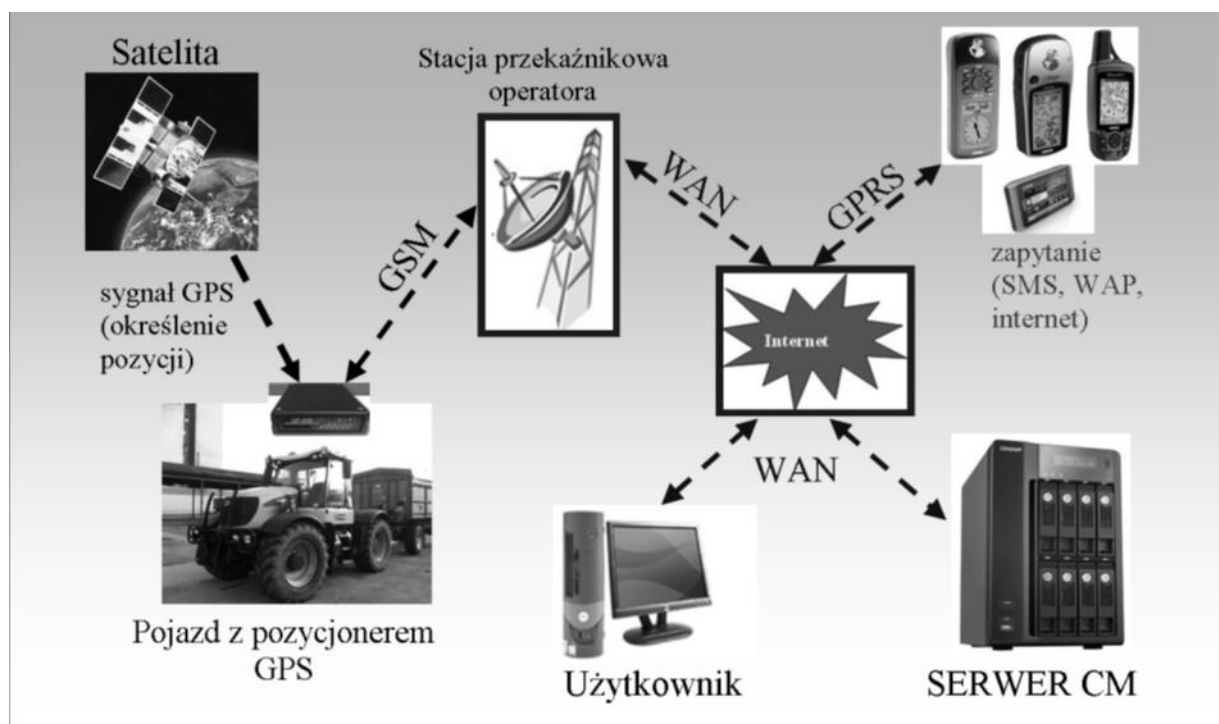 Satelita
Stacja przekaźnikowa
operatora
WAN
GPRS
GSM
sygnał GPS
(określenie
pozycji)
zapytanie
(SMS, WAP,
internet)
Internet
WAN
Pojazd z pozycjonerem
GPS
Użytkownik
SERWER CM